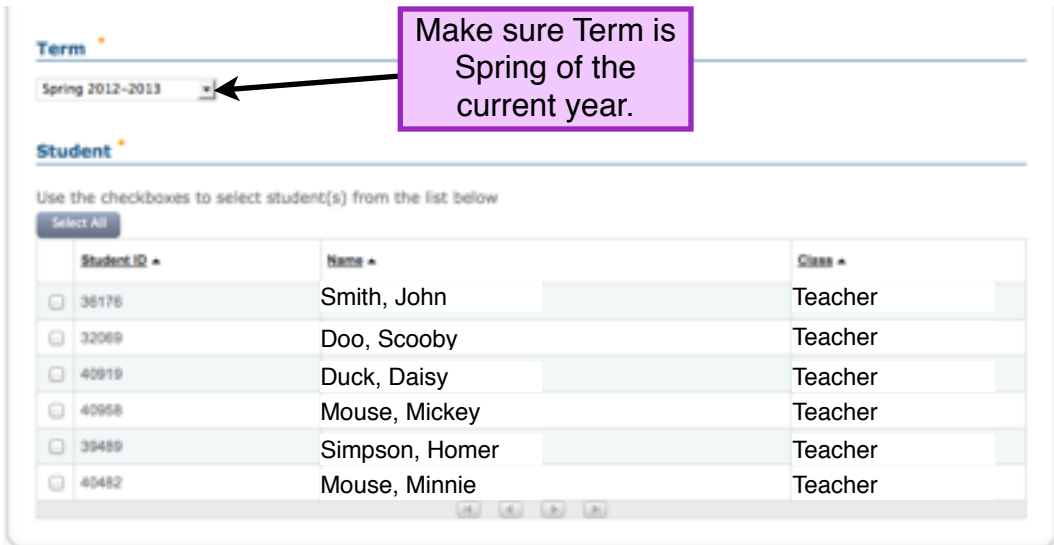 Make sure Term is
Spring of the
current year.
Term *
Spring 2012-2013
Student *
Use the checkboxes to select student(s) from the list below
Select All
Student ID Name Class
36176 Smith, John Teacher
32069 Doo, Scooby Teacher
40919 Duck, Daisy Teacher
40958 Mouse, Mickey Teacher
39489 Simpson, Homer Teacher
40482 Mouse, Minnie Teacher